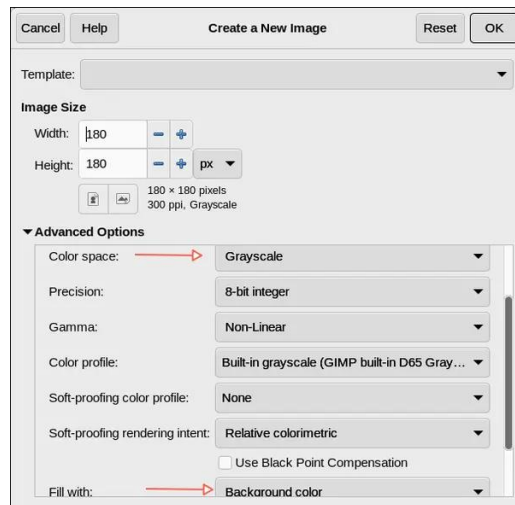 Cancel Help Create a New Image Reset OK
Template:
Image Size
Width: 180
Height: 180 px
180 × 180 pixels
300 ppi, Grayscale
Advanced Options
Color space: Grayscale
Precision: 8-bit integer
Gamma: Non-Linear
Color profile: Built-in grayscale (GIMP built-in D65 Gray...
Soft-proofing color profile: None
Soft-proofing rendering intent: Relative colorimetric
Use Black Point Compensation
Fill with: Background color